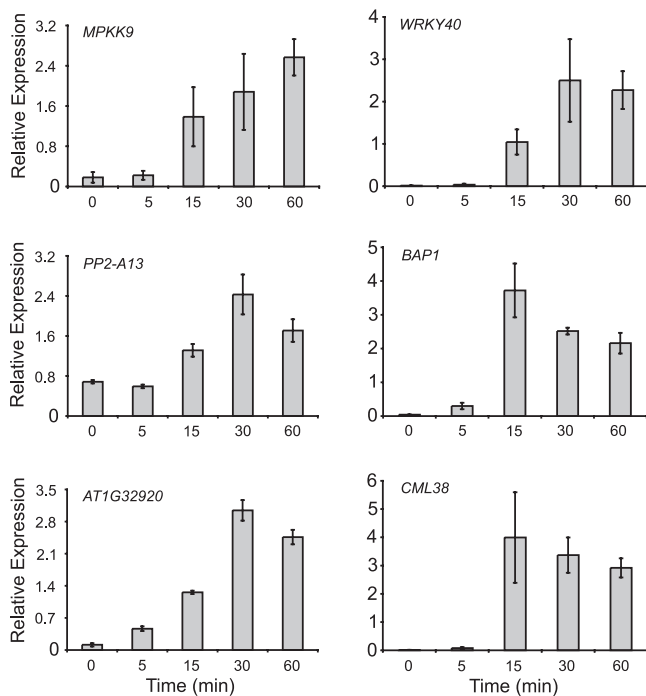 MPKK9
Relative Expression
3.2
2.4
1.6
0.8
0
0 5 15 30 60
WRKY40
4
3
2
1
0
0 5 15 30 60
PP2-A13
Relative Expression
3.2
2.4
1.6
0.8
0
0 5 15 30 60
BAP1
5
4
3
2
1
0
0 5 15 30 60
AT1G32920
Relative Expression
3.5
2.8
2.1
1.4
0.7
0
0 5 15 30 60
Time (min)
CML38
6
5
4
3
2
1
0
0 5 15 30 60
Time (min)